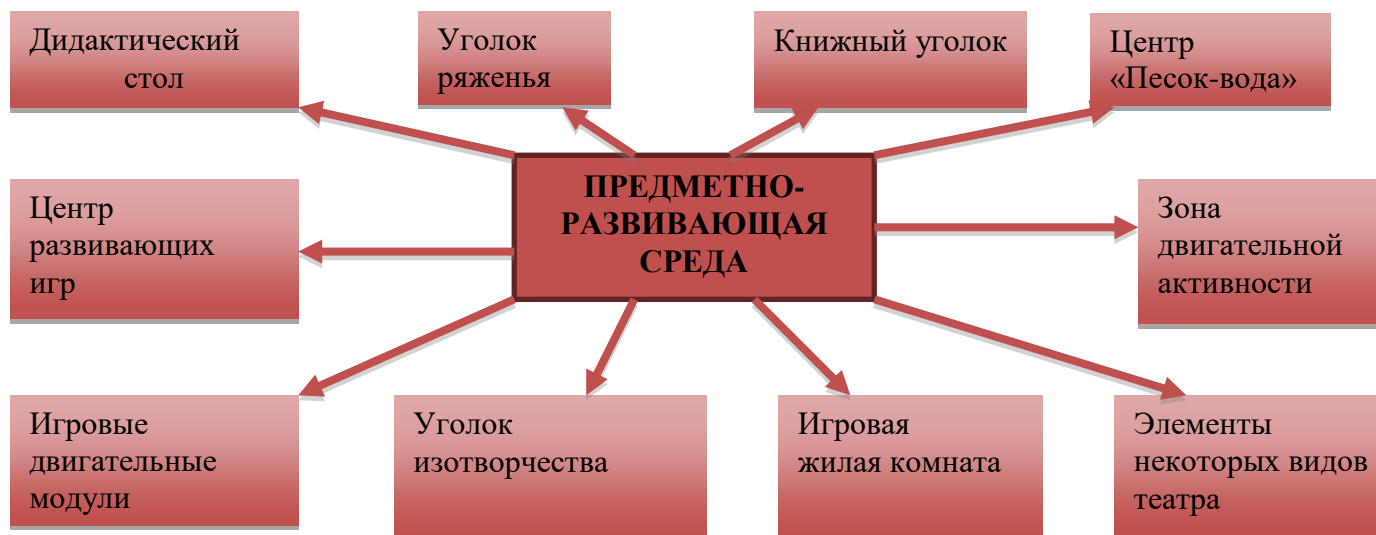 Дидактический
стол
Уголок
ряженья
Книжный уголок
Центр
«Песок-вода»
Центр
развивающих
игр
ПРЕДМЕТНО-
РАЗВИВАЮЩАЯ
СРЕДА
Зона
двигательной
активности
Игровые
двигательные
модули
Уголок
изотворчества
Игровая
жилая комната
Элементы
некоторых видов
театра